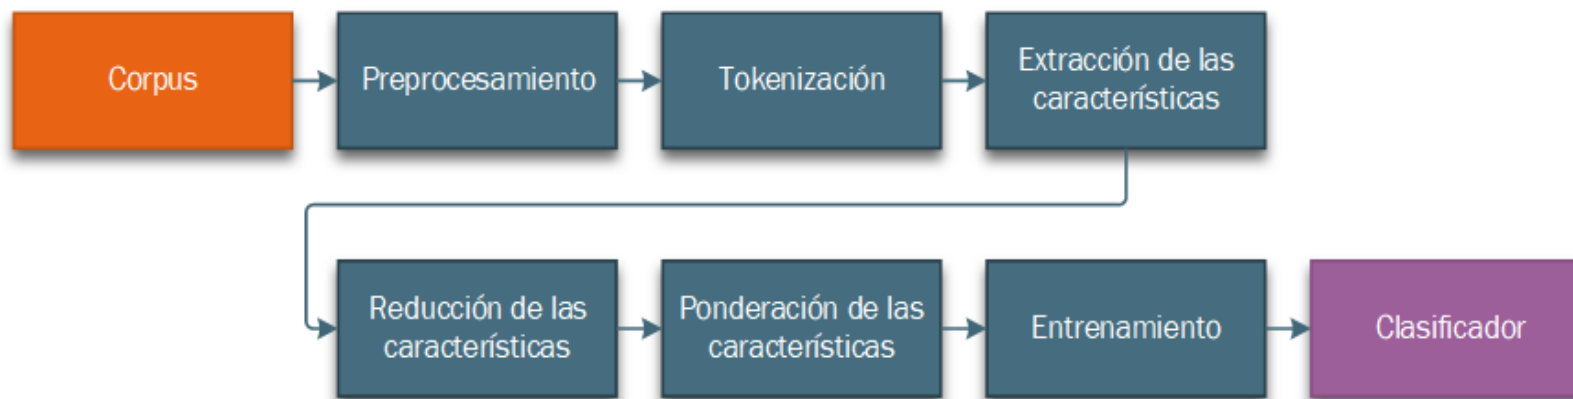 Corpus
Preprocesamiento
Tokenización
Extracción de las
características
Reducción de las
características
Ponderación de las
características
Entrenamiento
Clasificador